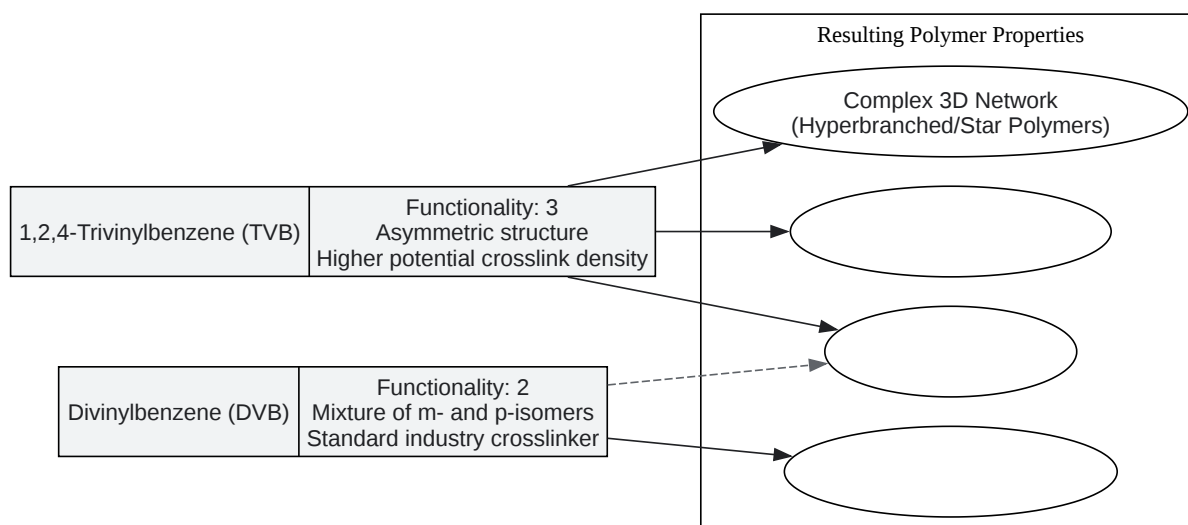 Resulting Polymer Properties
Complex 3D Network
(Hyperbranched/Star Polymers)
1,2,4-Trivinylbenzene (TVB)
Functionality: 3
Asymmetric structure
Higher potential crosslink density
Divinylbenzene (DVB)
Functionality: 2
Mixture of m- and p-isomers
Standard industry crosslinker